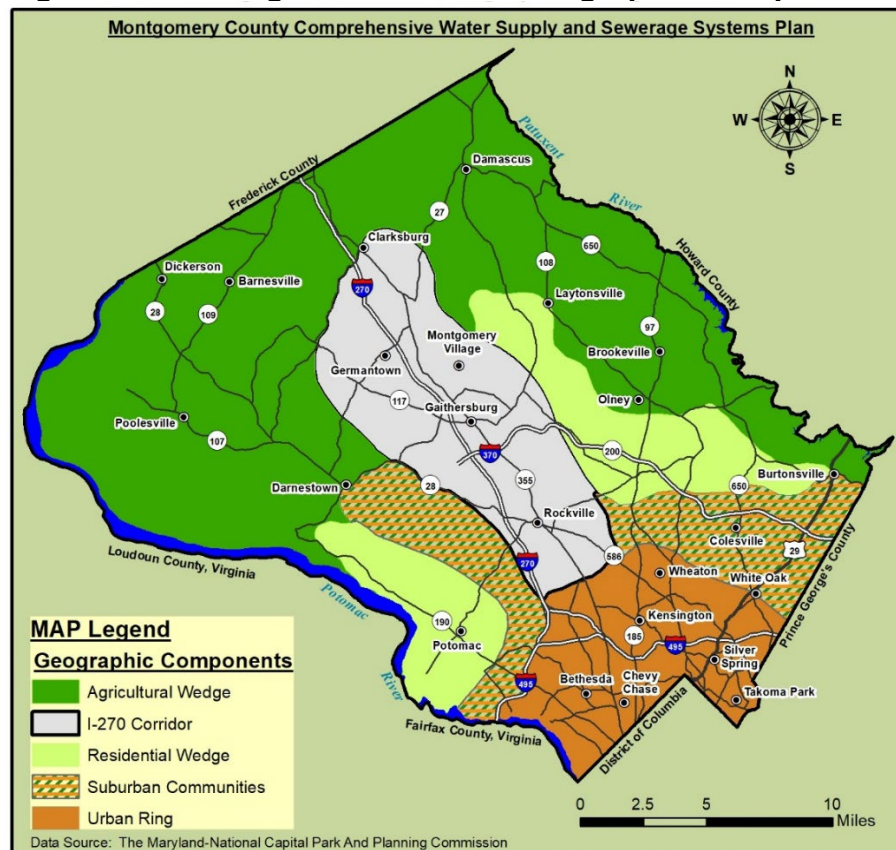 Montgomery County Comprehensive Water Supply and Sewerage Systems Plan
N
W
E
S
Patuxent
River
Damascus
Frederick County
27
Clarksburg
650
Howard County
Dickerson
Barnesville
270
108
Laytonsville
28
109
97
Montgomery
Village
Brookeville
Germantown
117
Olney
Gaithersburg
Poolesville
107
370
200
Burtonsville
Darnestown
28
355
650
Rockville
Colesville
29
586
270
Loudoun County, Virginia
Wheaton
White Oak
Prince George's County
Potomac
River
190
Potomac
Kensington
185
495
Silver
Spring
495
Bethesda
Chevy
Chase
Takoma Park
Fairfax County, Virginia
District of Columbia
MAP Legend
Geographic Components
Agricultural Wedge
I-270 Corridor
Residential Wedge
Suburban Communities
Urban Ring
0 2.5 5 10
Miles
Data Source: The Maryland-National Capital Park And Planning Commission